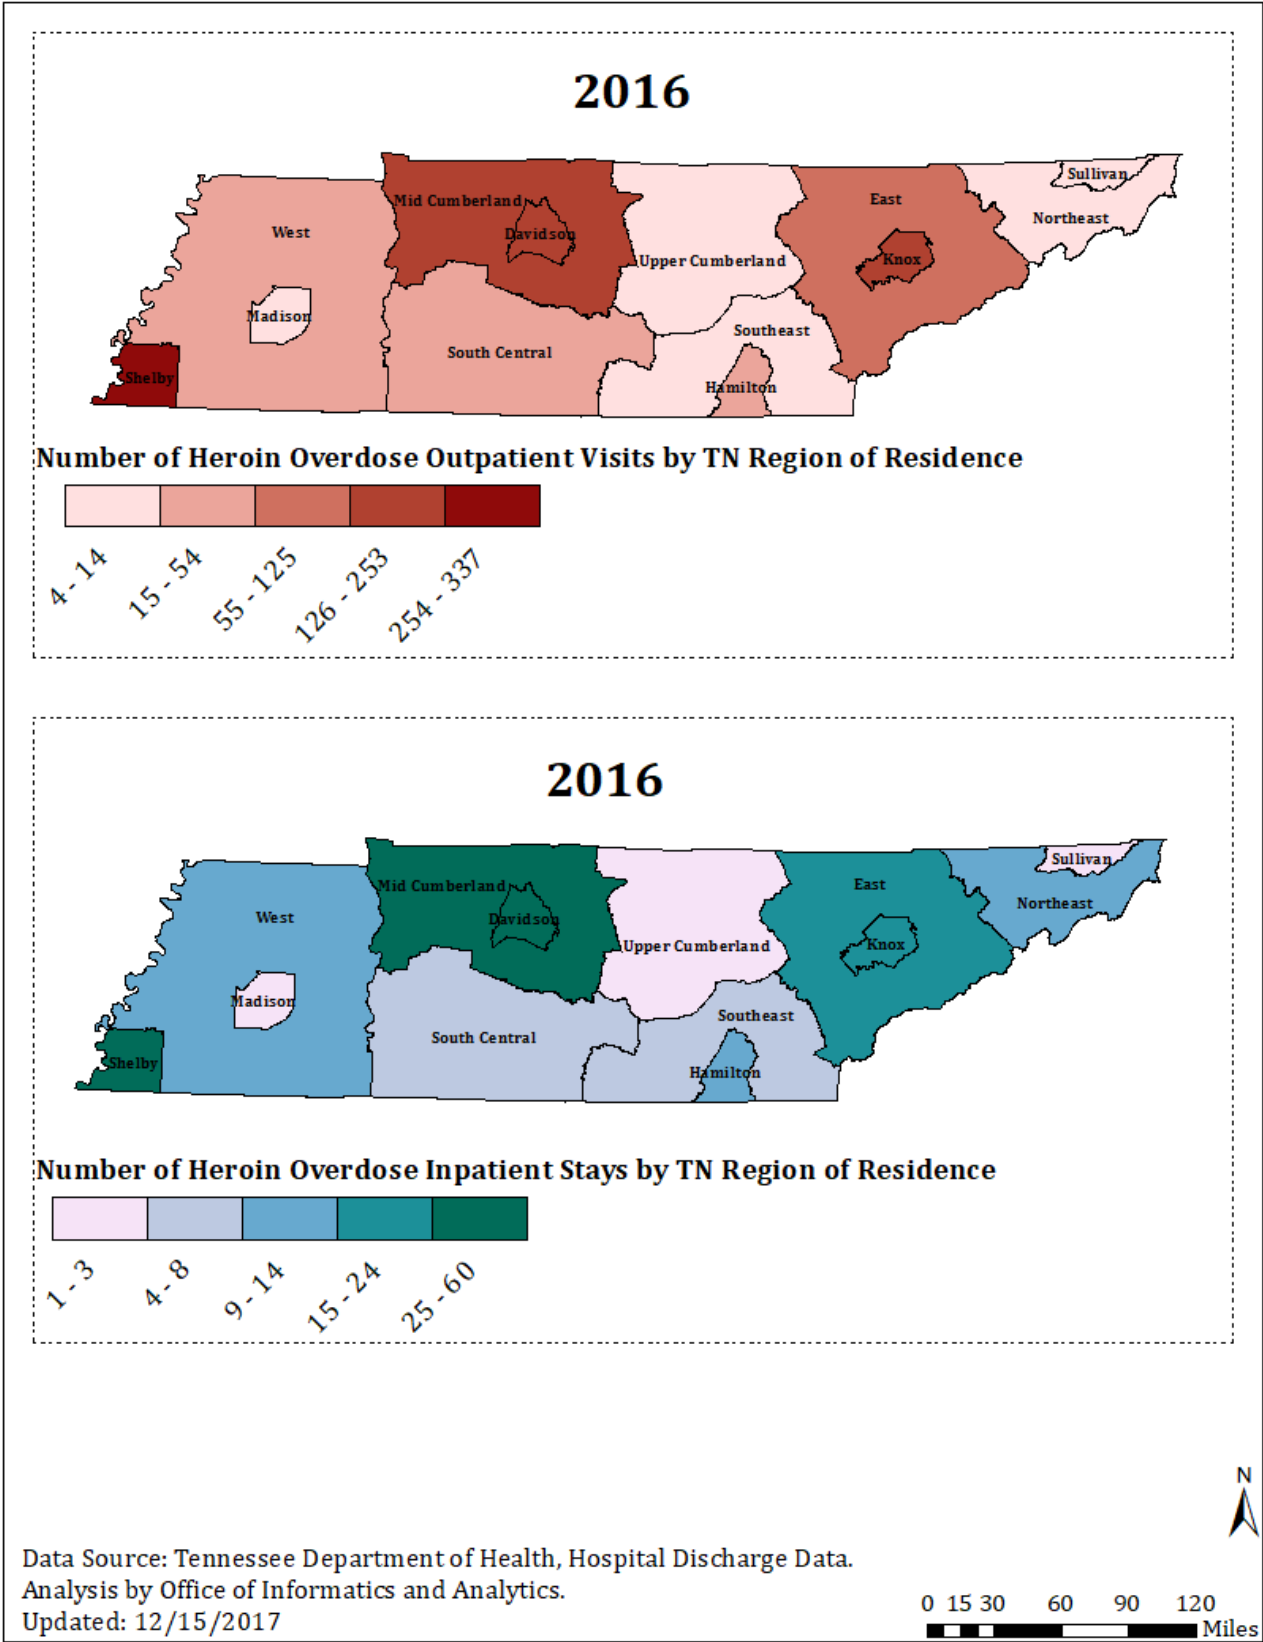 2016
Sullivan
Mid Cumberland
East
Northeast
West
Davidson
Upper Cumberland
Knox
Madison
Southeast
South Central
Shelby
Hamilton
Number of Heroin Overdose Outpatient Visits by TN Region of Residence
4 - 14
15 - 54
55 - 125
126 - 253
254 - 337
2016
Sullivan
Mid Cumberland
East
Northeast
West
Davidson
Upper Cumberland
Knox
Madison
Southeast
South Central
Shelby
Hamilton
Number of Heroin Overdose Inpatient Stays by TN Region of Residence
1 - 3
4 - 8
9 - 14
15 - 24
25 - 60
N
Data Source: Tennessee Department of Health, Hospital Discharge Data.
Analysis by Office of Informatics and Analytics.
Updated: 12/15/2017
0 15 30 60 90 120
Miles